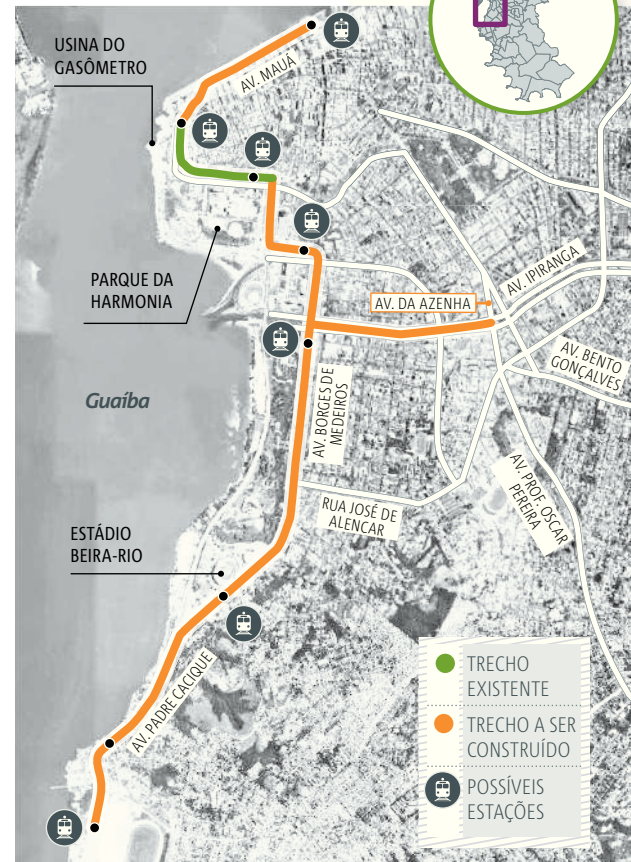 USINA DO
GASÔMETRO
AV. MAUÁ
PARQUE DA
HARMONIA
AV. DA AZENHA
AV. IPIRANGA
Guaíba
AV. BORGES DE
MEDEIROS
AV. BENTO
GONÇALVES
RUA JOSÉ DE
ALENCAR
AV. PROF. OSCAR
PEREIRA
ESTÁDIO
BEIRA-RIO
AV. PADRE CACIQUE
TRECHO
EXISTENTE
TRECHO A SER
CONSTRUÍDO
POSSÍVEIS
ESTAÇÕES